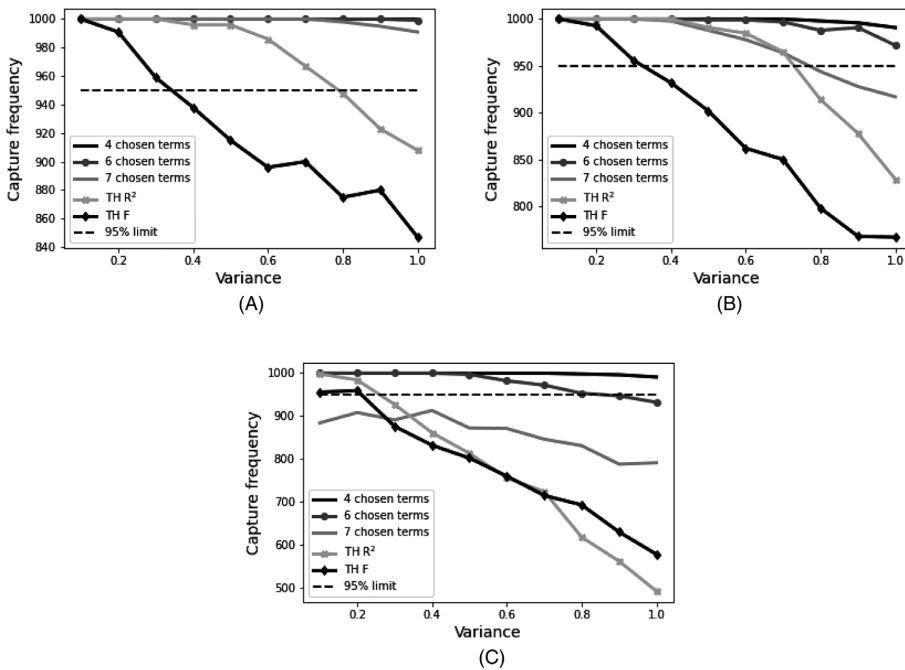 1000
980
960
940
920
900
880
860
840
Capture frequency
4 chosen terms
6 chosen terms
7 chosen terms
TH R²
TH F
95% limit
0.2 0.4 0.6 0.8 1.0
Variance
(A)
1000
950
900
850
800
Capture frequency
4 chosen terms
6 chosen terms
7 chosen terms
TH R²
TH F
95% limit
0.2 0.4 0.6 0.8 1.0
Variance
(B)
1000
900
800
700
600
500
Capture frequency
4 chosen terms
6 chosen terms
7 chosen terms
TH R²
TH F
95% limit
0.2 0.4 0.6 0.8 1.0
Variance
(C)